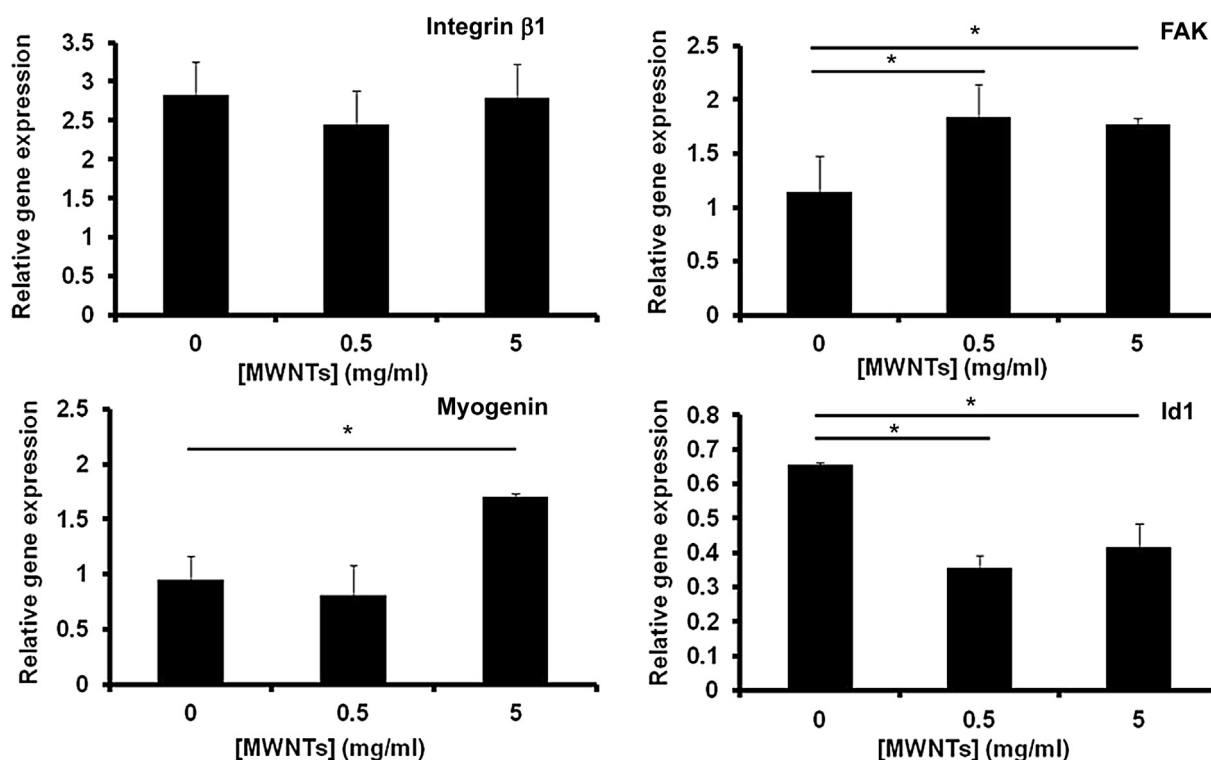 Integrin β1
Relative gene expression
3.5
3
2.5
2
1.5
1
0.5
0
0 0.5 5
[MWNTs] (mg/ml)
FAK
*
*
Relative gene expression
2.5
2
1.5
1
0.5
0
0 0.5 5
[MWNTs] (mg/ml)
Myogenin
*
Relative gene expression
2.5
2
1.5
1
0.5
0
0 0.5 5
[MWNTs] (mg/ml)
Id1
*
*
Relative gene expression
0.8
0.7
0.6
0.5
0.4
0.3
0.2
0.1
0
0 0.5 5
[MWNTs] (mg/ml)